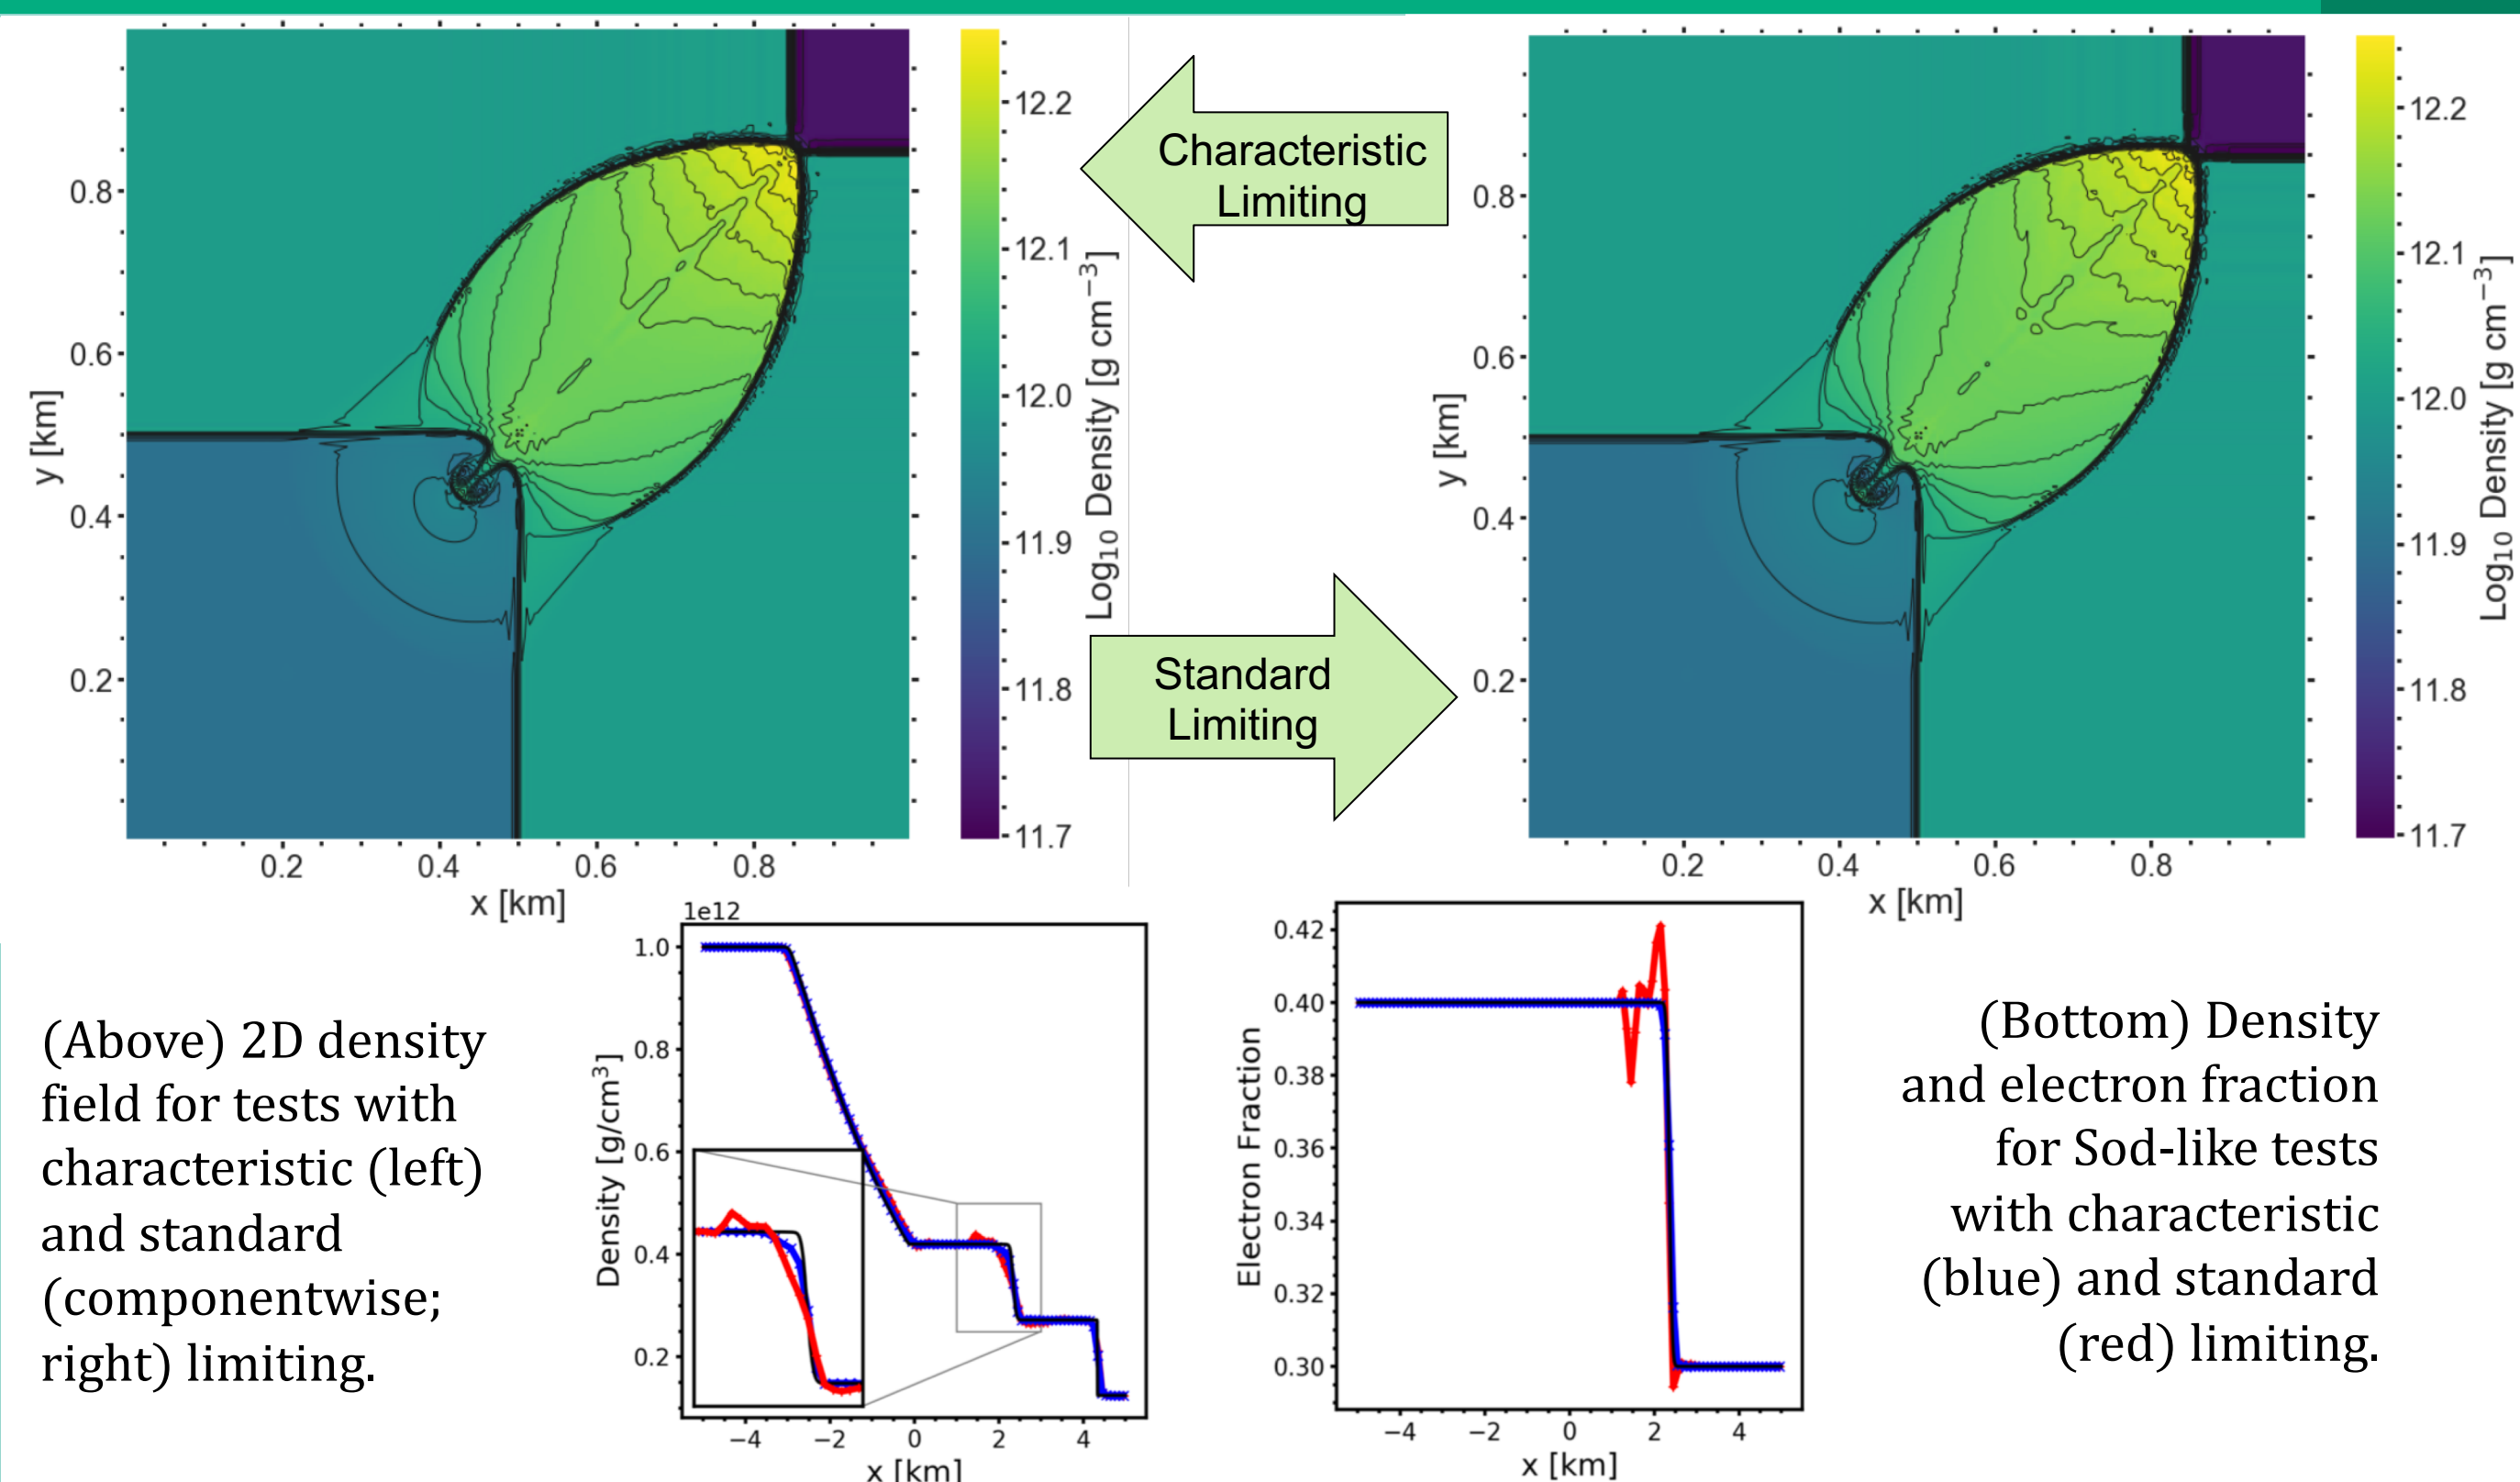 0.8
0.6
0.4
0.2
y [km]
0.2 0.4 0.6 0.8
x [km]
12.2
12.1
12.0
11.9
11.8
11.7
Log₁₀ Density [g cm⁻³]
Characteristic
Limiting
Standard
Limiting
0.8
0.6
0.4
0.2
y [km]
0.2 0.4 0.6 0.8
x [km]
12.2
12.1
12.0
11.9
11.8
11.7
Log₁₀ Density [g cm⁻³]
(Above) 2D density
field for tests with
characteristic (left)
and standard
(componentwise;
right) limiting.
1e12
1.0
0.8
0.6
0.4
0.2
Density [g/cm³]
−4 −2 0 2 4
x [km]
0.42
0.40
0.38
0.36
0.34
0.32
0.30
Electron Fraction
−4 −2 0 2 4
x [km]
(Bottom) Density
and electron fraction
for Sod-like tests
with characteristic
(blue) and standard
(red) limiting.